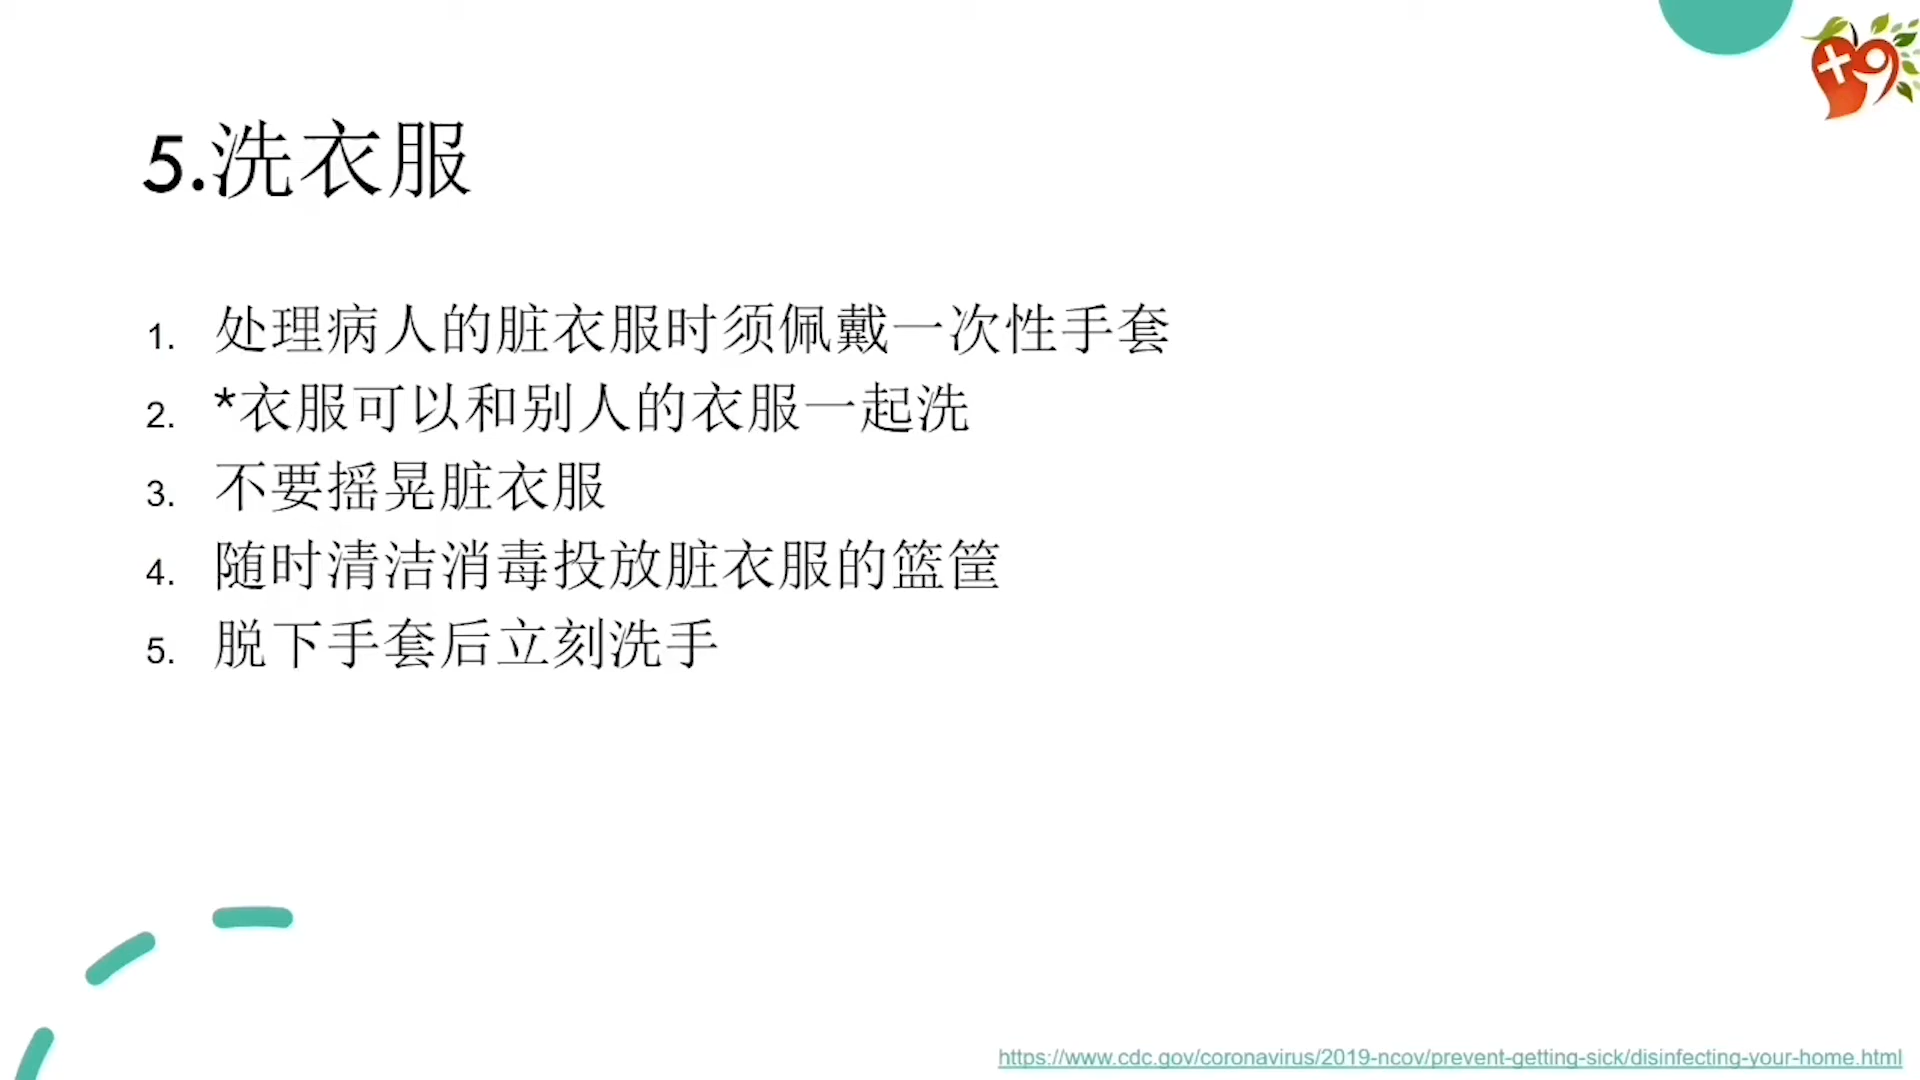 5.洗衣服
1. 处理病人的脏衣服时须佩戴一次性手套
2. *衣服可以和别人的衣服一起洗
3. 不要摇晃脏衣服
4. 随时清洁消毒投放脏衣服的篮筐
5. 脱下手套后立刻洗手
https://www.cdc.gov/coronavirus/2019-ncov/prevent-getting-sick/disinfecting-your-home.html